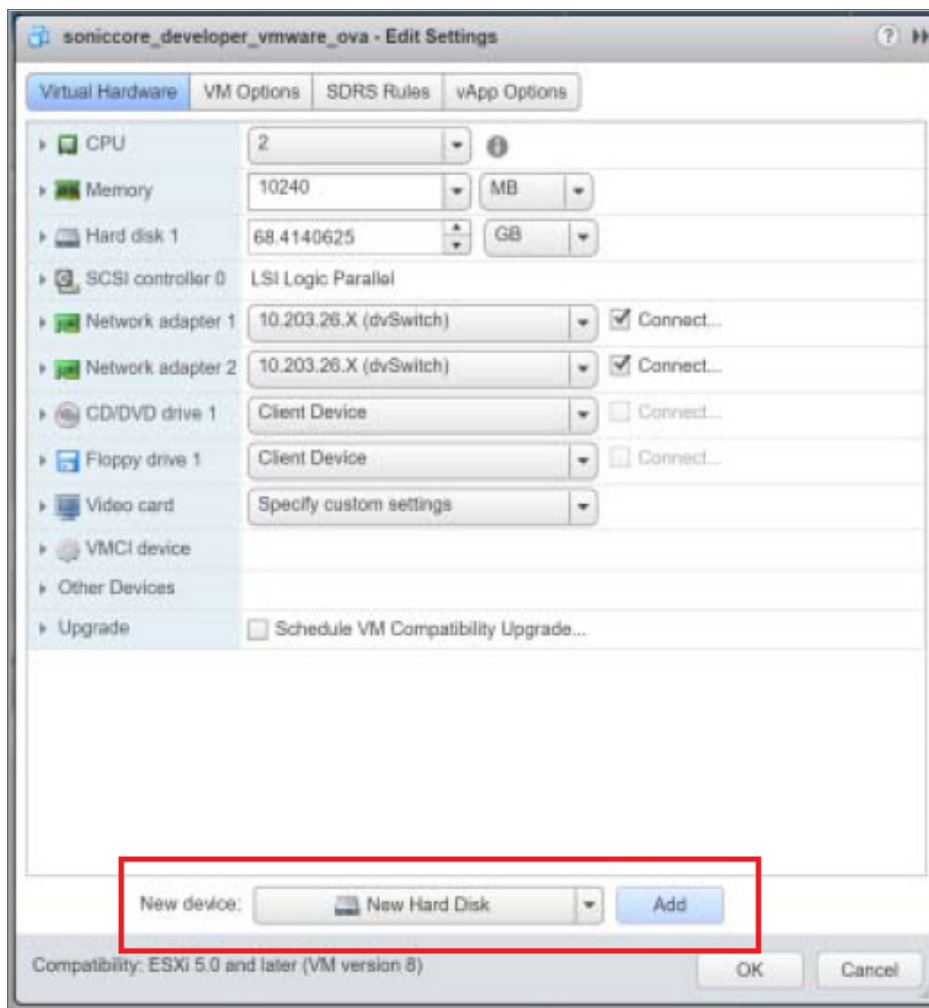 soniccore_developer_vmware_ova - Edit Settings
Virtual Hardware VM Options SDRS Rules vApp Options
CPU 2
Memory 10240 MB
Hard disk 1 68.4140625 GB
SCSI controller 0 LSI Logic Parallel
Network adapter 1 10.203.26.X (dvSwitch) Connect...
Network adapter 2 10.203.26.X (dvSwitch) Connect...
CD/DVD drive 1 Client Device Connect...
Floppy drive 1 Client Device Connect...
Video card Specify custom settings
VMCI device
Other Devices
Upgrade Schedule VM Compatibility Upgrade...
New device: New Hard Disk Add
Compatibility: ESXi 5.0 and later (VM version 8) OK Cancel